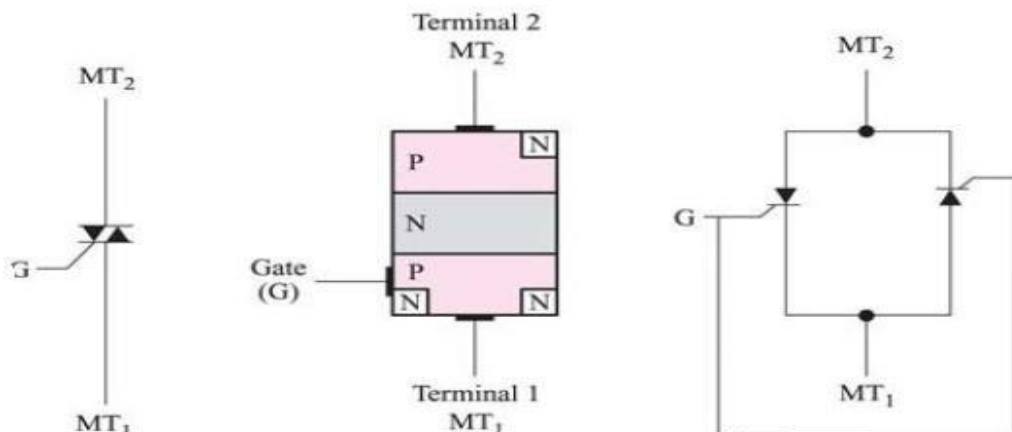 MT₂
G
MT₁
Terminal 2
MT₂
P
N
N
P
N
N
Gate
(G)
Terminal 1
MT₁
MT₂
G
MT₁